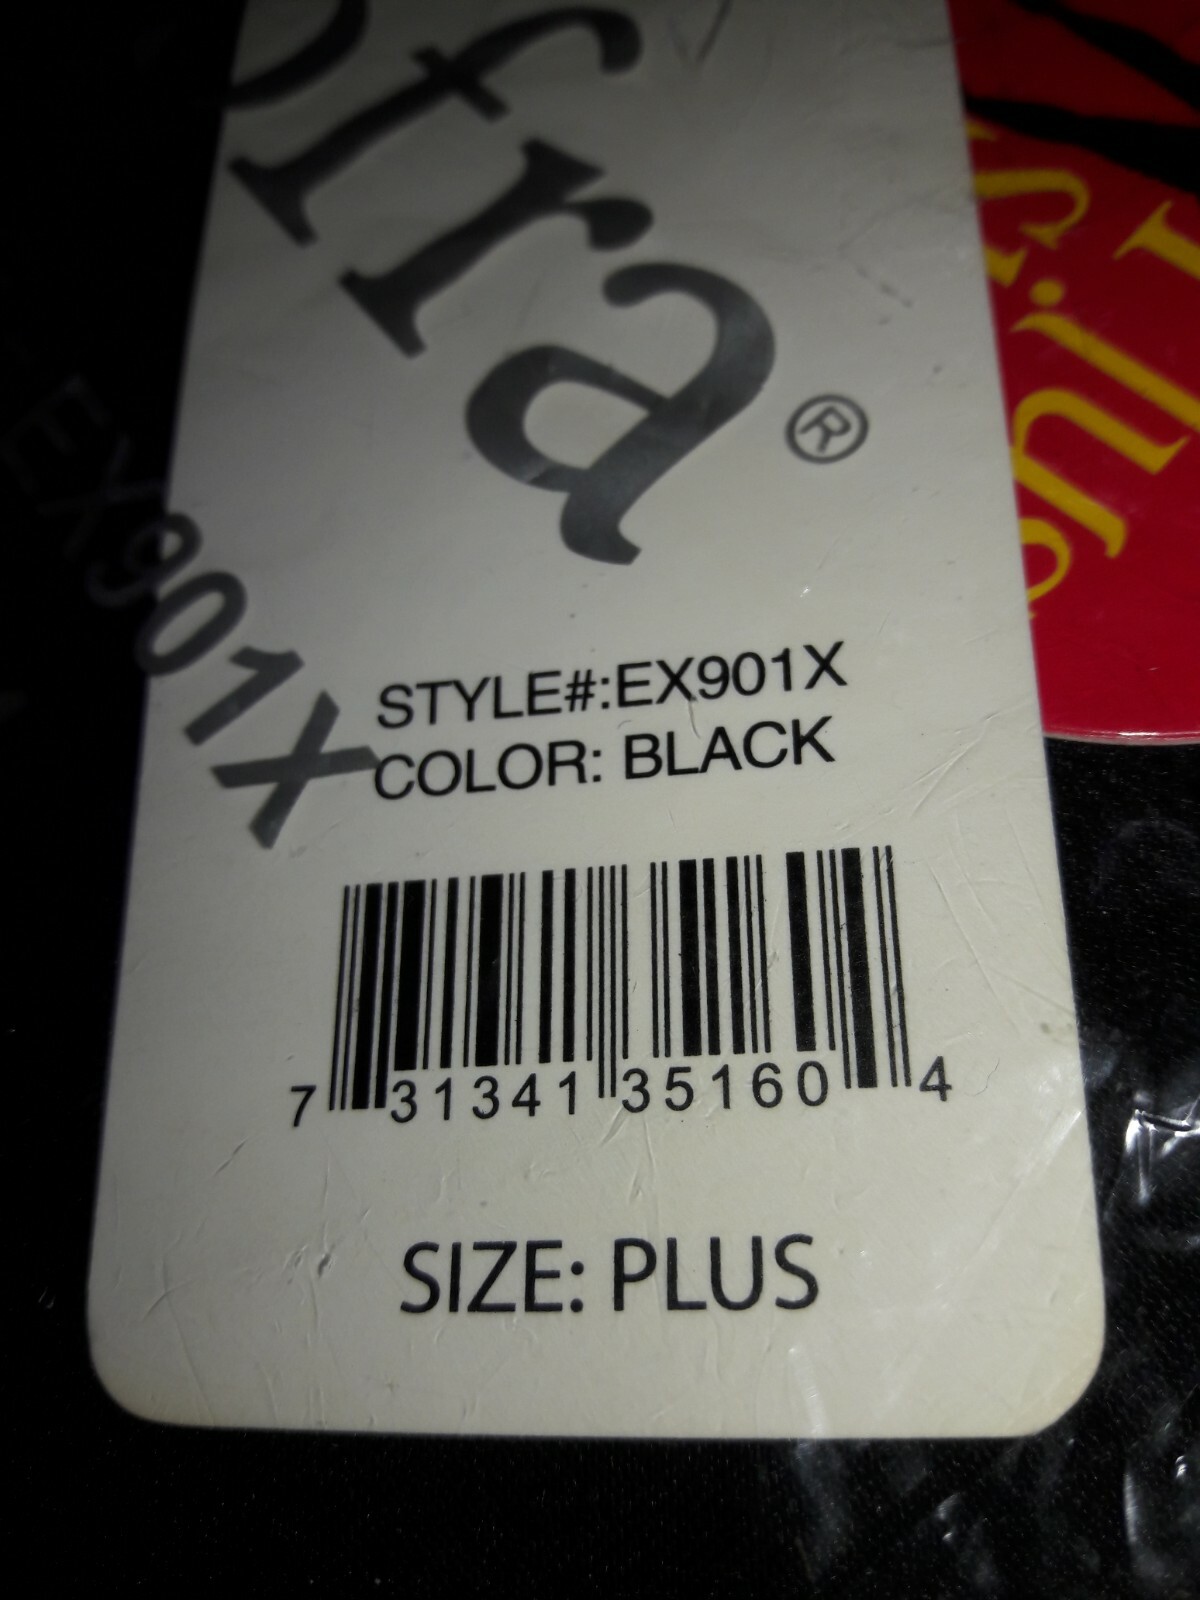 ofra®
EX901X
STYLE#:EX901X
COLOR: BLACK
7 31341 35160 4
SIZE: PLUS